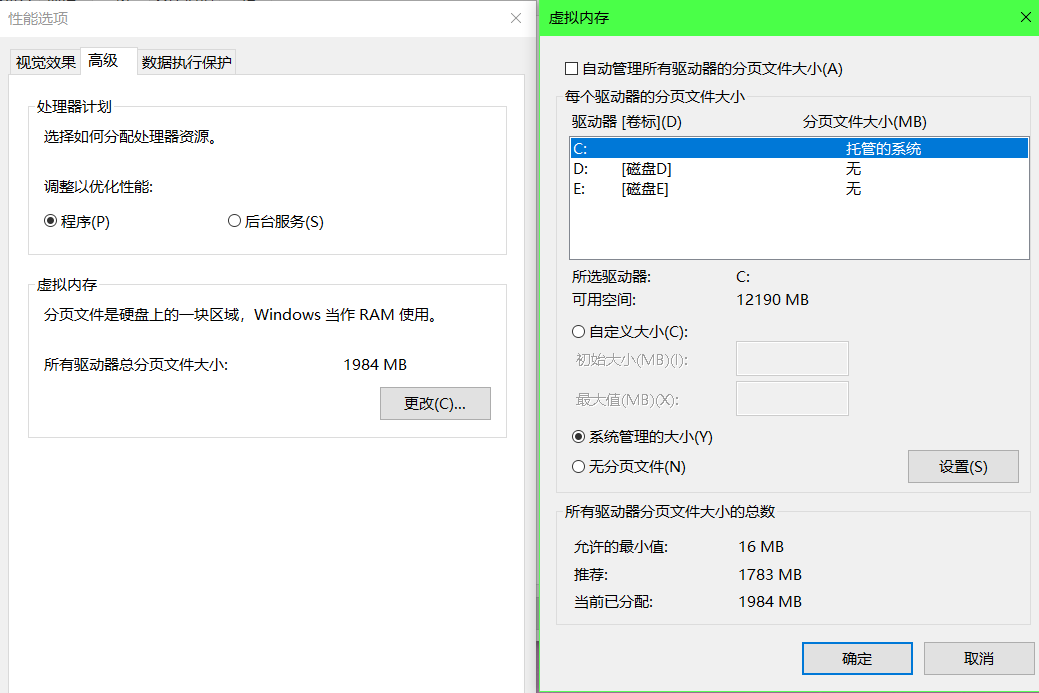 性能选项
视觉效果 高级 数据执行保护
处理器计划
选择如何分配处理器资源。
调整以优化性能:
程序(P) 后台服务(S)
虚拟内存
分页文件是硬盘上的一块区域，Windows 当作 RAM 使用。
所有驱动器总分页文件大小: 1984 MB
更改(C)...
虚拟内存
自动管理所有驱动器的分页文件大小(A)
每个驱动器的分页文件大小
驱动器 [卷标](D) 分页文件大小(MB)
C: 托管的系统
D: [磁盘D] 无
E: [磁盘E] 无
所选驱动器: C:
可用空间: 12190 MB
自定义大小(C):
初始大小(MB)(I):
最大值(MB)(X):
系统管理的大小(Y)
无分页文件(N) 设置(S)
所有驱动器分页文件大小的总数
允许的最小值: 16 MB
推荐: 1783 MB
当前已分配: 1984 MB
确定 取消